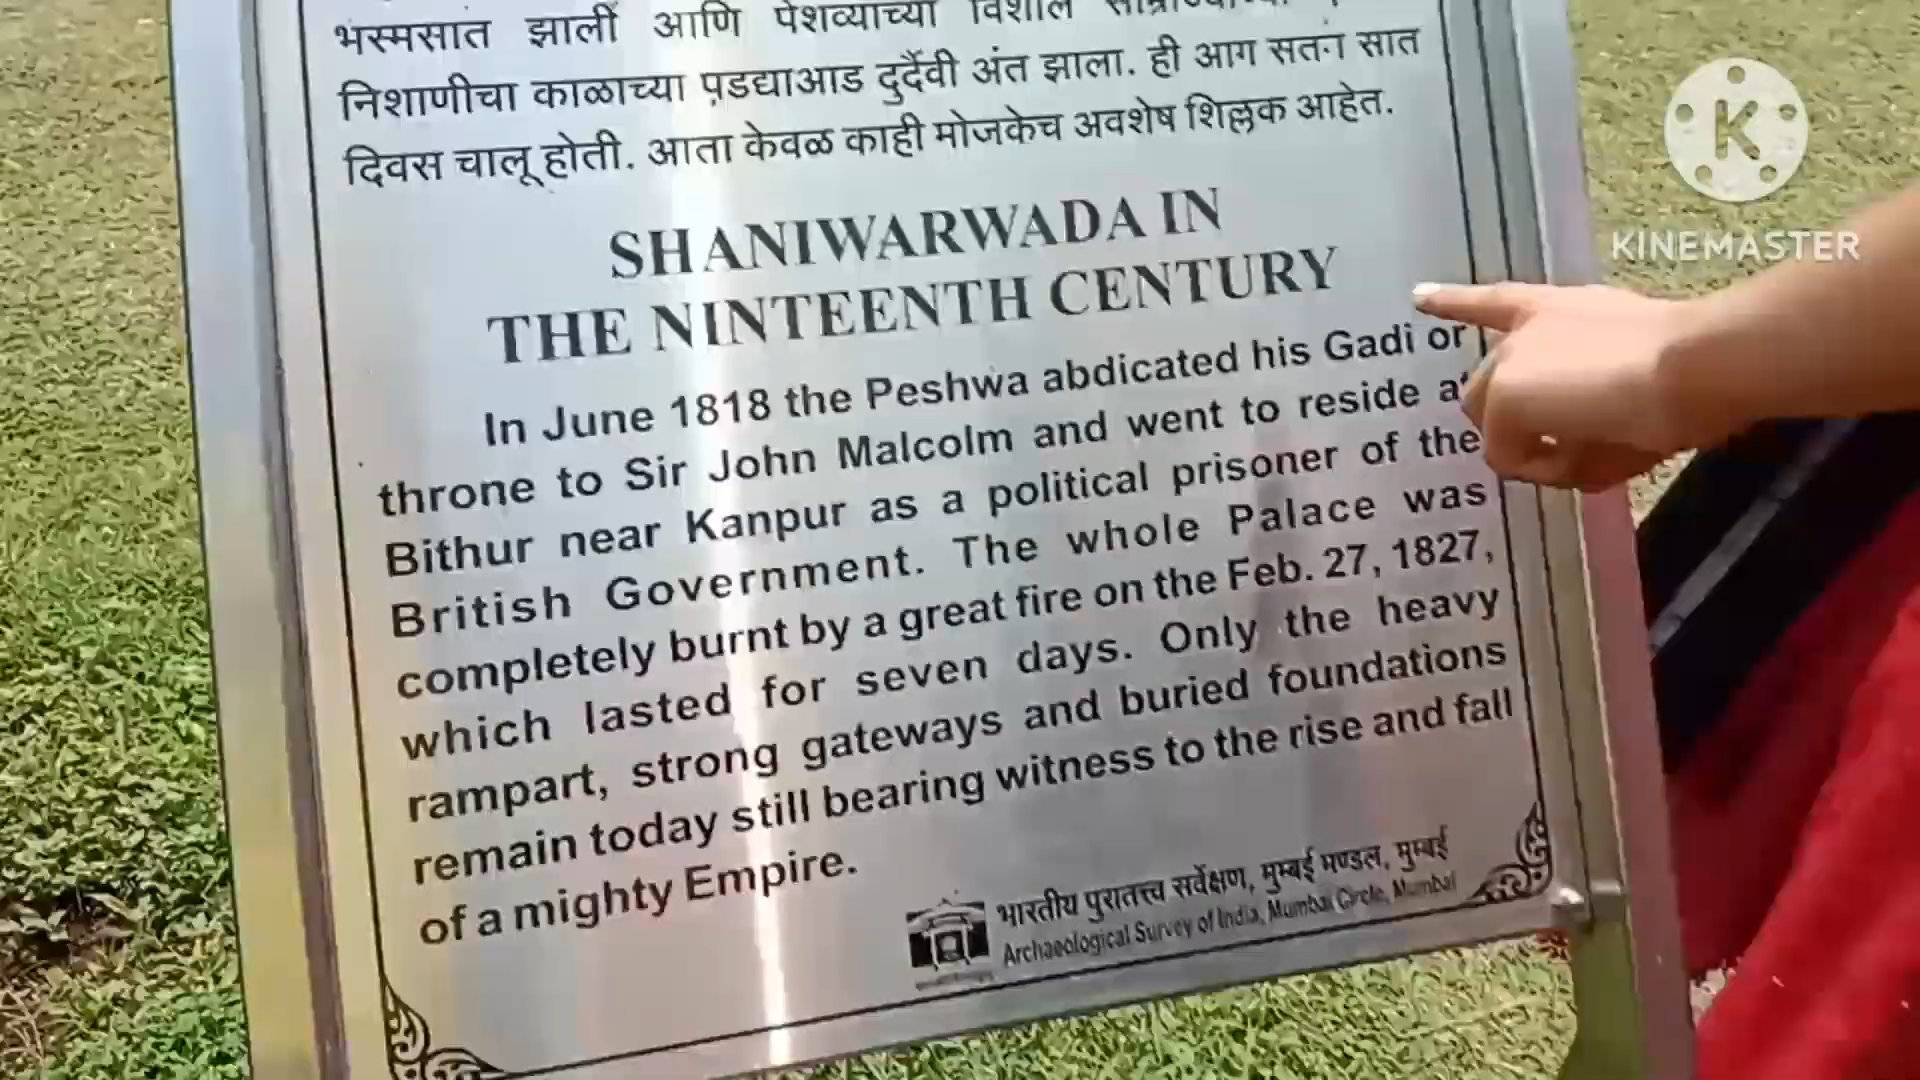 भस्मसात झाली आणि पेशव्याच्या विशाल
निशाणीचा काळाच्या पडद्याआड दुर्दैवी अंत झाला. ही आग सतत सात
दिवस चालू होती. आता केवळ काही मोजकेच अवशेष शिल्लक आहेत.
SHANIWARWADA IN
THE NINTEENTH CENTURY
In June 1818 the Peshwa abdicated his Gadi or
throne to Sir John Malcolm and went to reside at
Bithur near Kanpur as a political prisoner of the
British Government. The whole Palace was
completely burnt by a great fire on the Feb. 27, 1827,
which lasted for seven days. Only the heavy
rampart, strong gateways and buried foundations
remain today still bearing witness to the rise and fall
of a mighty Empire.
भारतीय पुरातत्त्व सर्वेक्षण, मुम्बई मण्डल, मुम्बई
Archaeological Survey of India, Mumbai Circle, Mumbai
K
KINEMASTER